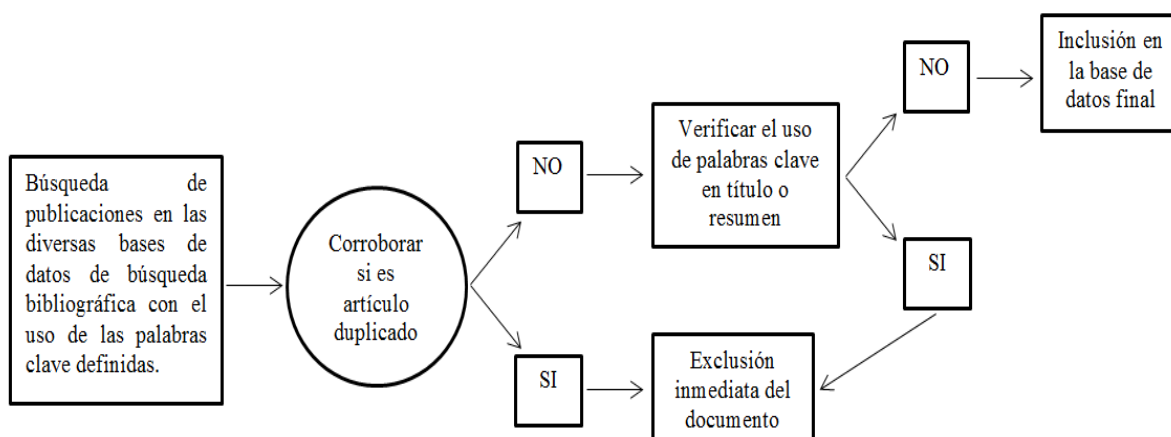 Búsqueda de
publicaciones en las
diversas bases de
datos de búsqueda
bibliográfica con el
uso de las palabras
clave definidas.
Corroborar
si es
artículo
duplicado
NO
SI
Verificar el uso
de palabras clave
en título o
resumen
Exclusión
inmediata del
documento
NO
SI
Inclusión en
la base de
datos final